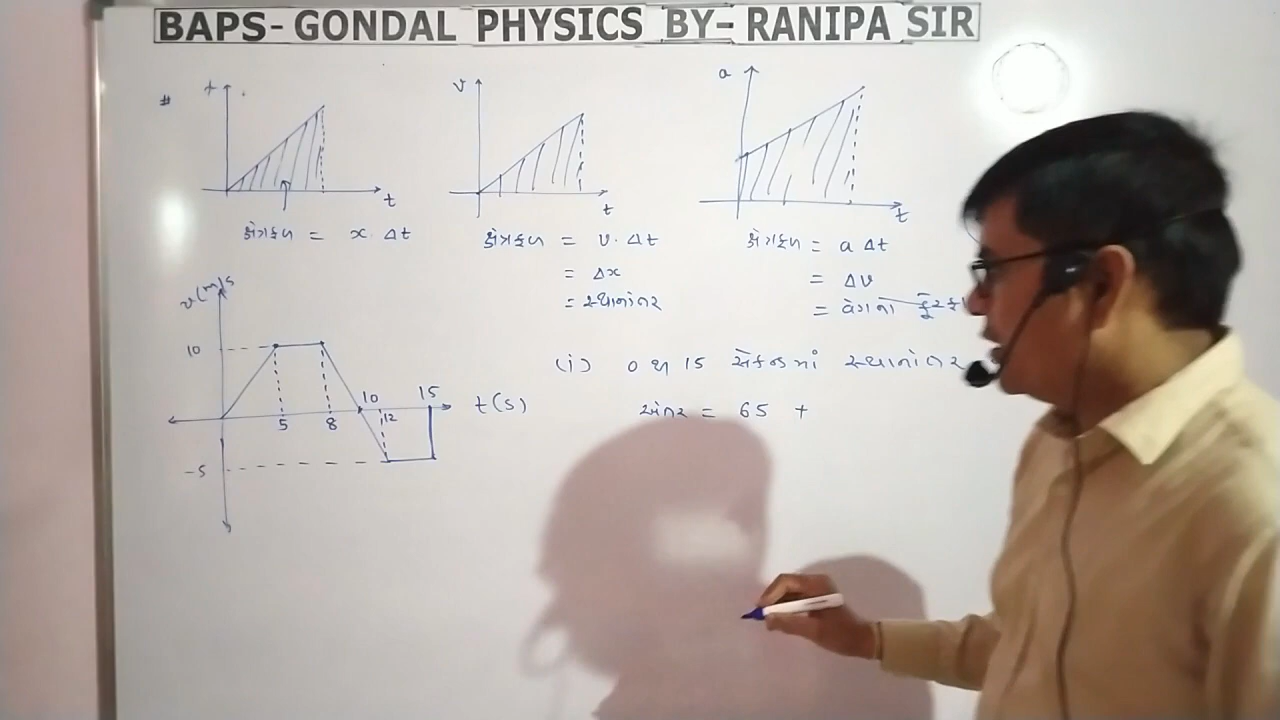 BAPS-GONDAL PHYSICS BY-RANIPA SIR
#
x
t
v
t
a
t
ક્ષેત્રફળ = x. Δt
ક્ષેત્રફળ = v. Δt
= Δx
= સ્થાનાંતર
ક્ષેત્રફળ = a Δt
= Δv
= વેગનો
v(m/s
10
5
8
10
12
15
t(s)
-5
(i) 0 થી 15 સેકન્ડમાં સ્થાનાંતર
અંતર = 65 +